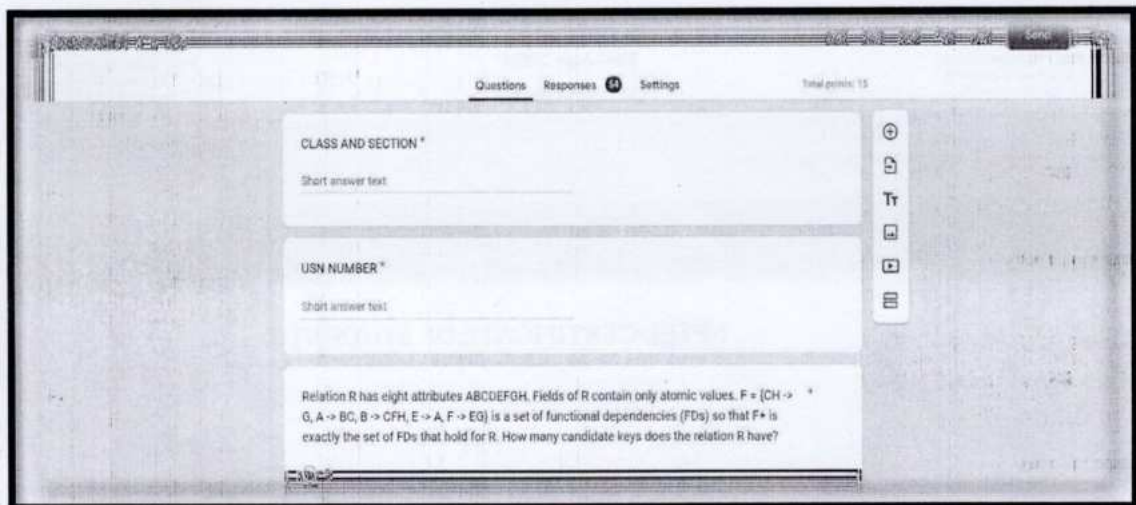 Send
Questions Responses 54 Settings Total points: 15
CLASS AND SECTION *
Short answer text
USN NUMBER *
Short answer text
Relation R has eight attributes ABCDEFGH. Fields of R contain only atomic values. F = {CH -> *
G, A -> BC, B -> CFH, E -> A, F -> EG} is a set of functional dependencies (FDs) so that F+ is
exactly the set of FDs that hold for R. How many candidate keys does the relation R have?